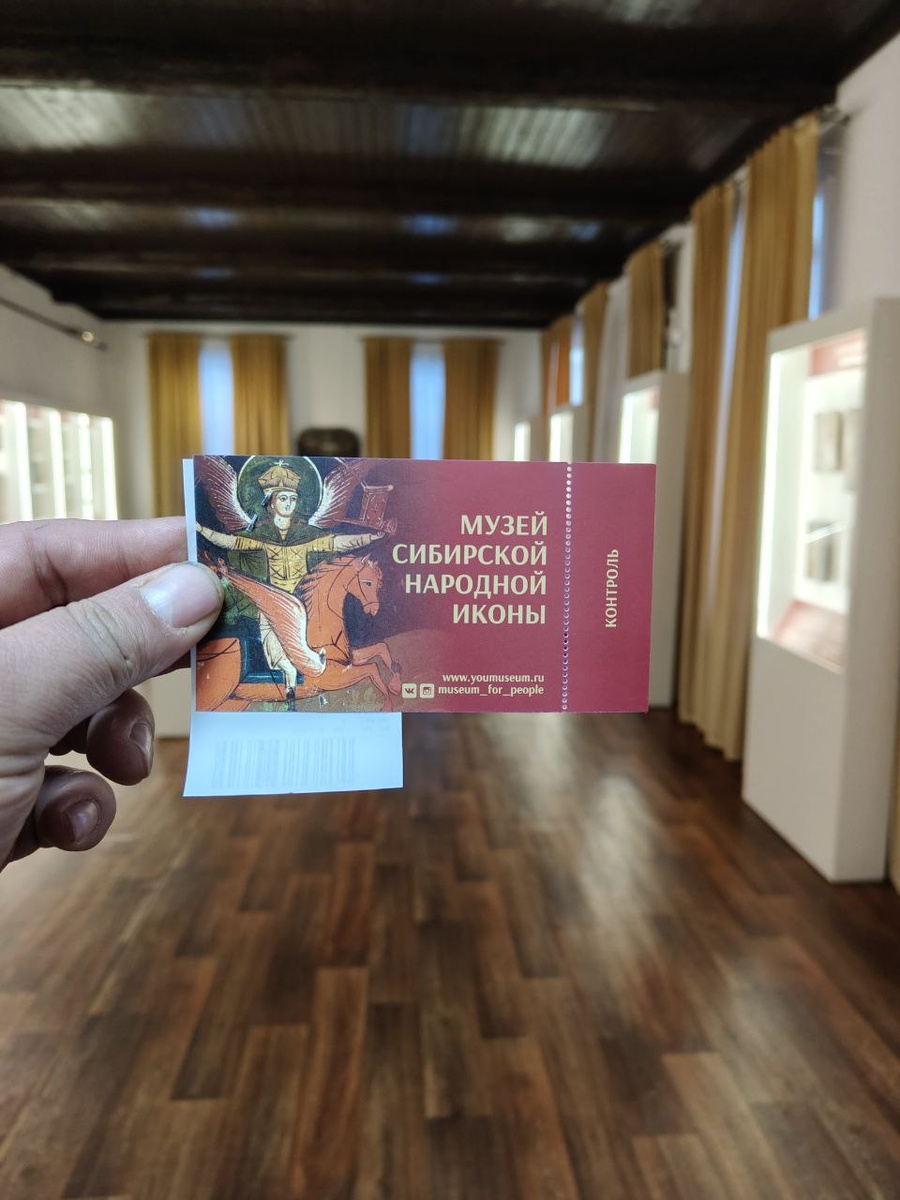 МУЗЕЙ
СИБИРСКОЙ
НАРОДНОЙ
ИКОНЫ
www.youmuseum.ru
museum_for_people
КОНТРОЛЬ